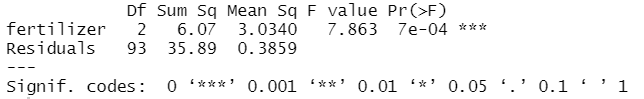 Df Sum Sq Mean Sq F value Pr(>F)
fertilizer 2 6.07 3.0340 7.863 7e-04 ***
Residuals 93 35.89 0.3859
---
Signif. codes: 0 ‘***’ 0.001 ‘**’ 0.01 ‘*’ 0.05 ‘.’ 0.1 ‘ ’ 1